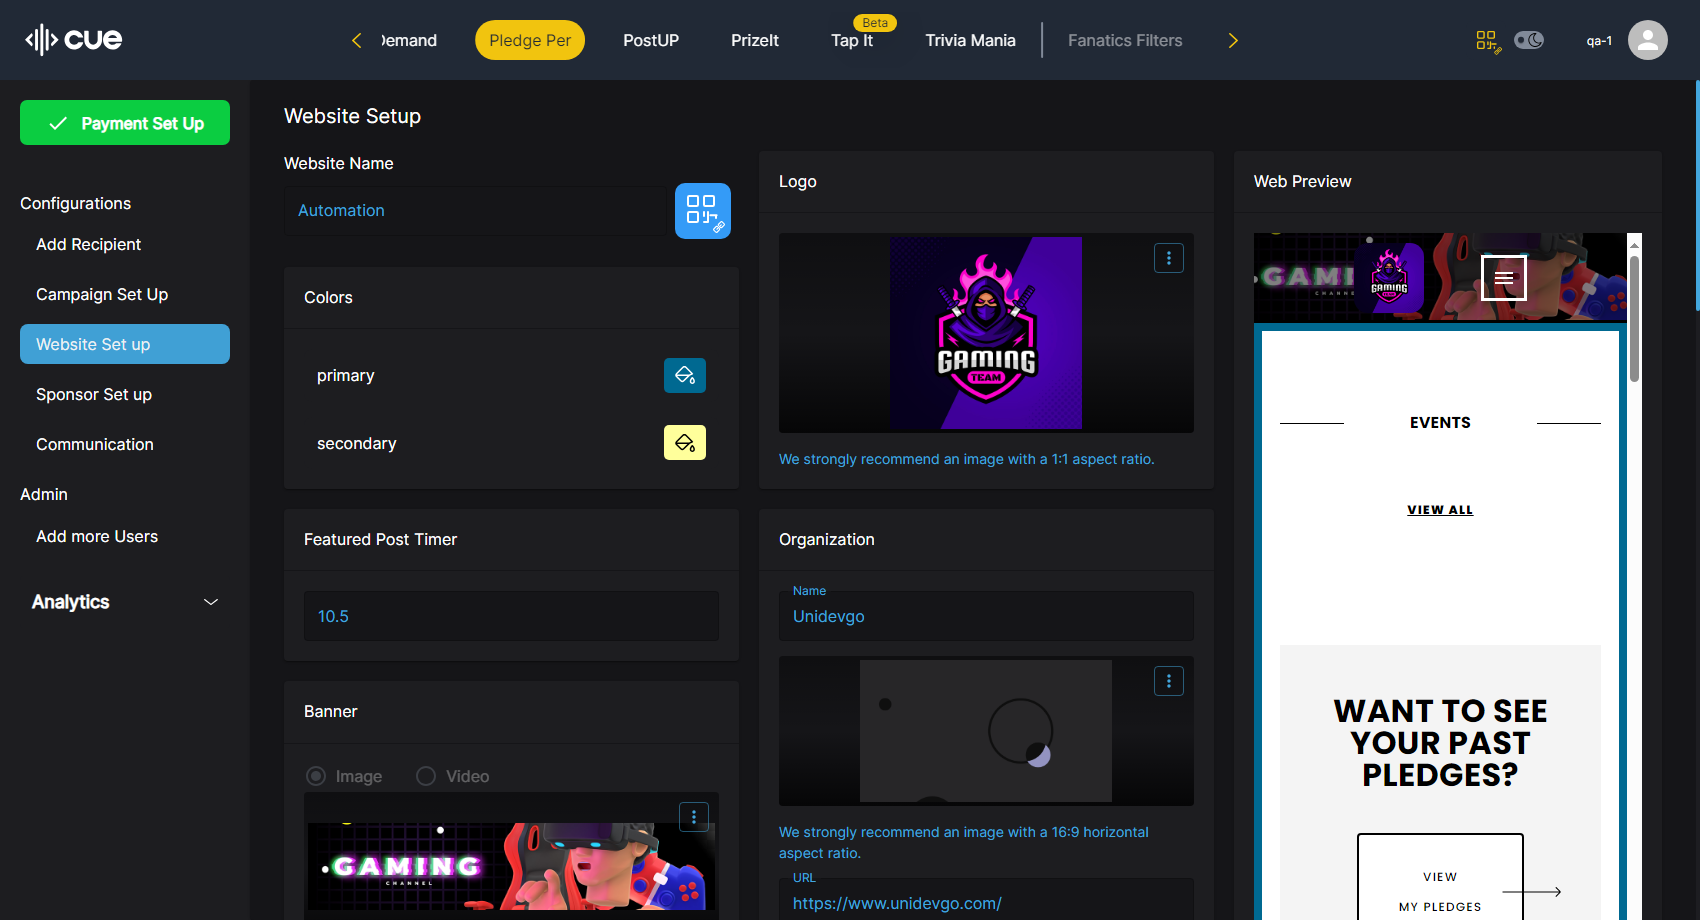 cue
Demand
Pledge Per
PostUP
PrizeIt
Beta
Tap It
Trivia Mania
Fanatics Filters
qa-1
Payment Set Up
Configurations
Add Recipient
Campaign Set Up
Website Set up
Sponsor Set up
Communication
Admin
Add more Users
Analytics
Website Setup
Website Name
Automation
Colors
primary
secondary
Featured Post Timer
10.5
Banner
Image
Video
GAMING
CHANNEL
Logo
GAMING
TEAM
We strongly recommend an image with a 1:1 aspect ratio.
Organization
Name
Unidevgo
We strongly recommend an image with a 16:9 horizontal
aspect ratio.
URL
https://www.unidevgo.com/
Web Preview
GAMI
CHANN
GAMING
TEAM
EVENTS
VIEW ALL
WANT TO SEE
YOUR PAST
PLEDGES?
VIEW
MY PLEDGES